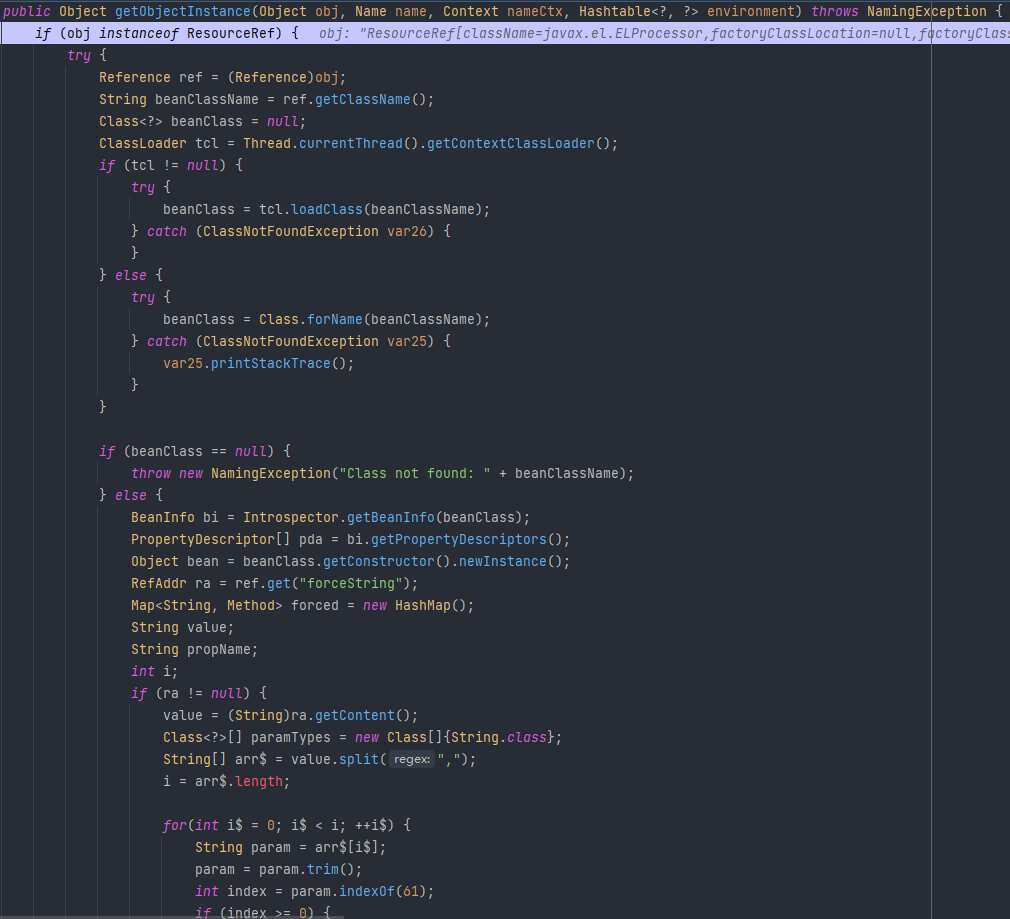 public Object getObjectInstance(Object obj, Name name, Context nameCtx, Hashtable<?, ?> environment) throws NamingException {
    if (obj instanceof ResourceRef) {   obj: "ResourceRef[className=javax.el.ELProcessor,factoryClassLocation=null,factoryClass
        try {
            Reference ref = (Reference)obj;
            String beanClassName = ref.getClassName();
            Class<?> beanClass = null;
            ClassLoader tcl = Thread.currentThread().getContextClassLoader();
            if (tcl != null) {
                try {
                    beanClass = tcl.loadClass(beanClassName);
                } catch (ClassNotFoundException var26) {
                }
            } else {
                try {
                    beanClass = Class.forName(beanClassName);
                } catch (ClassNotFoundException var25) {
                    var25.printStackTrace();
                }
            }

            if (beanClass == null) {
                throw new NamingException("Class not found: " + beanClassName);
            } else {
                BeanInfo bi = Introspector.getBeanInfo(beanClass);
                PropertyDescriptor[] pda = bi.getPropertyDescriptors();
                Object bean = beanClass.getConstructor().newInstance();
                RefAddr ra = ref.get("forceString");
                Map<String, Method> forced = new HashMap();
                String value;
                String propName;
                int i;
                if (ra != null) {
                    value = (String)ra.getContent();
                    Class<?>[] paramTypes = new Class[]{String.class};
                    String[] arr$ = value.split( regex: ",");
                    i = arr$.length;

                    for(int i$ = 0; i$ < i; ++i$) {
                        String param = arr$[i$];
                        param = param.trim();
                        int index = param.indexOf(61);
                        if (index >= 0) {